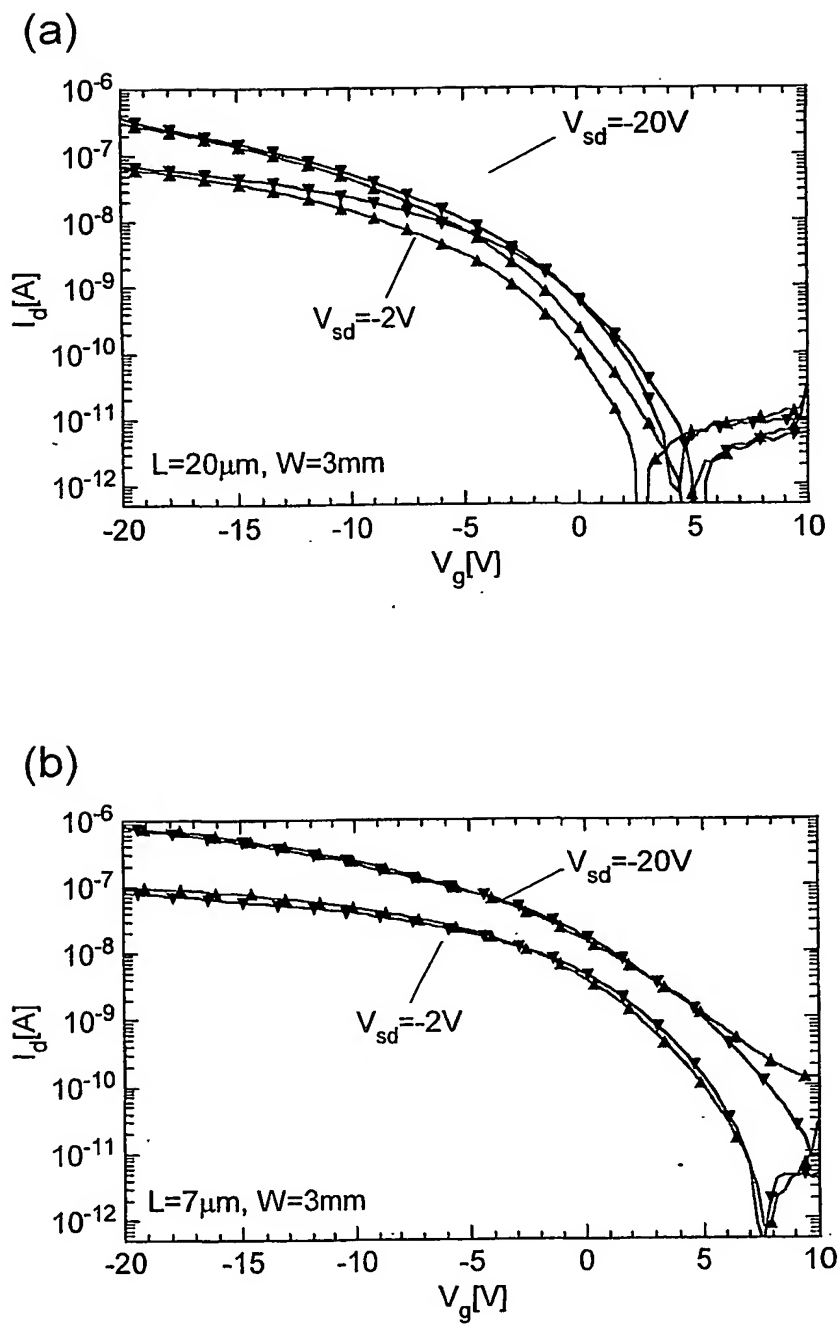 (a)
10⁻⁶
10⁻⁷
10⁻⁸
10⁻⁹
10⁻¹⁰
10⁻¹¹
10⁻¹²
I_d[A]
V_sd=-20V
V_sd=-2V
L=20μm, W=3mm
-20 -15 -10 -5 0 5 10
V_g[V]
(b)
10⁻⁶
10⁻⁷
10⁻⁸
10⁻⁹
10⁻¹⁰
10⁻¹¹
10⁻¹²
I_d[A]
V_sd=-20V
V_sd=-2V
L=7μm, W=3mm
-20 -15 -10 -5 0 5 10
V_g[V]